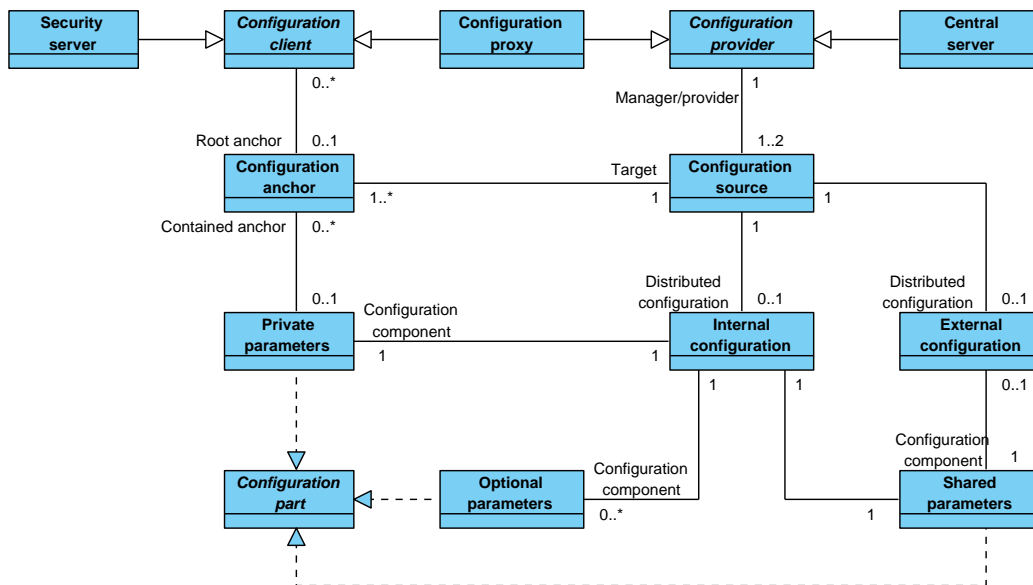 Security
server
Configuration
client
Configuration
proxy
Configuration
provider
Central
server
0..*
1
Manager/provider
Root anchor
0..1
1..2
Configuration
anchor
Target
Configuration
source
1..*
1
1
Contained anchor
0..*
1
0..1
Configuration
component
Distributed
configuration
0..1
Distributed
configuration
0..1
Private
parameters
Internal
configuration
External
configuration
1
1
1
1
0..1
Configuration
component
Configuration
component
1
Configuration
part
Optional
parameters
Shared
parameters
0..*
1